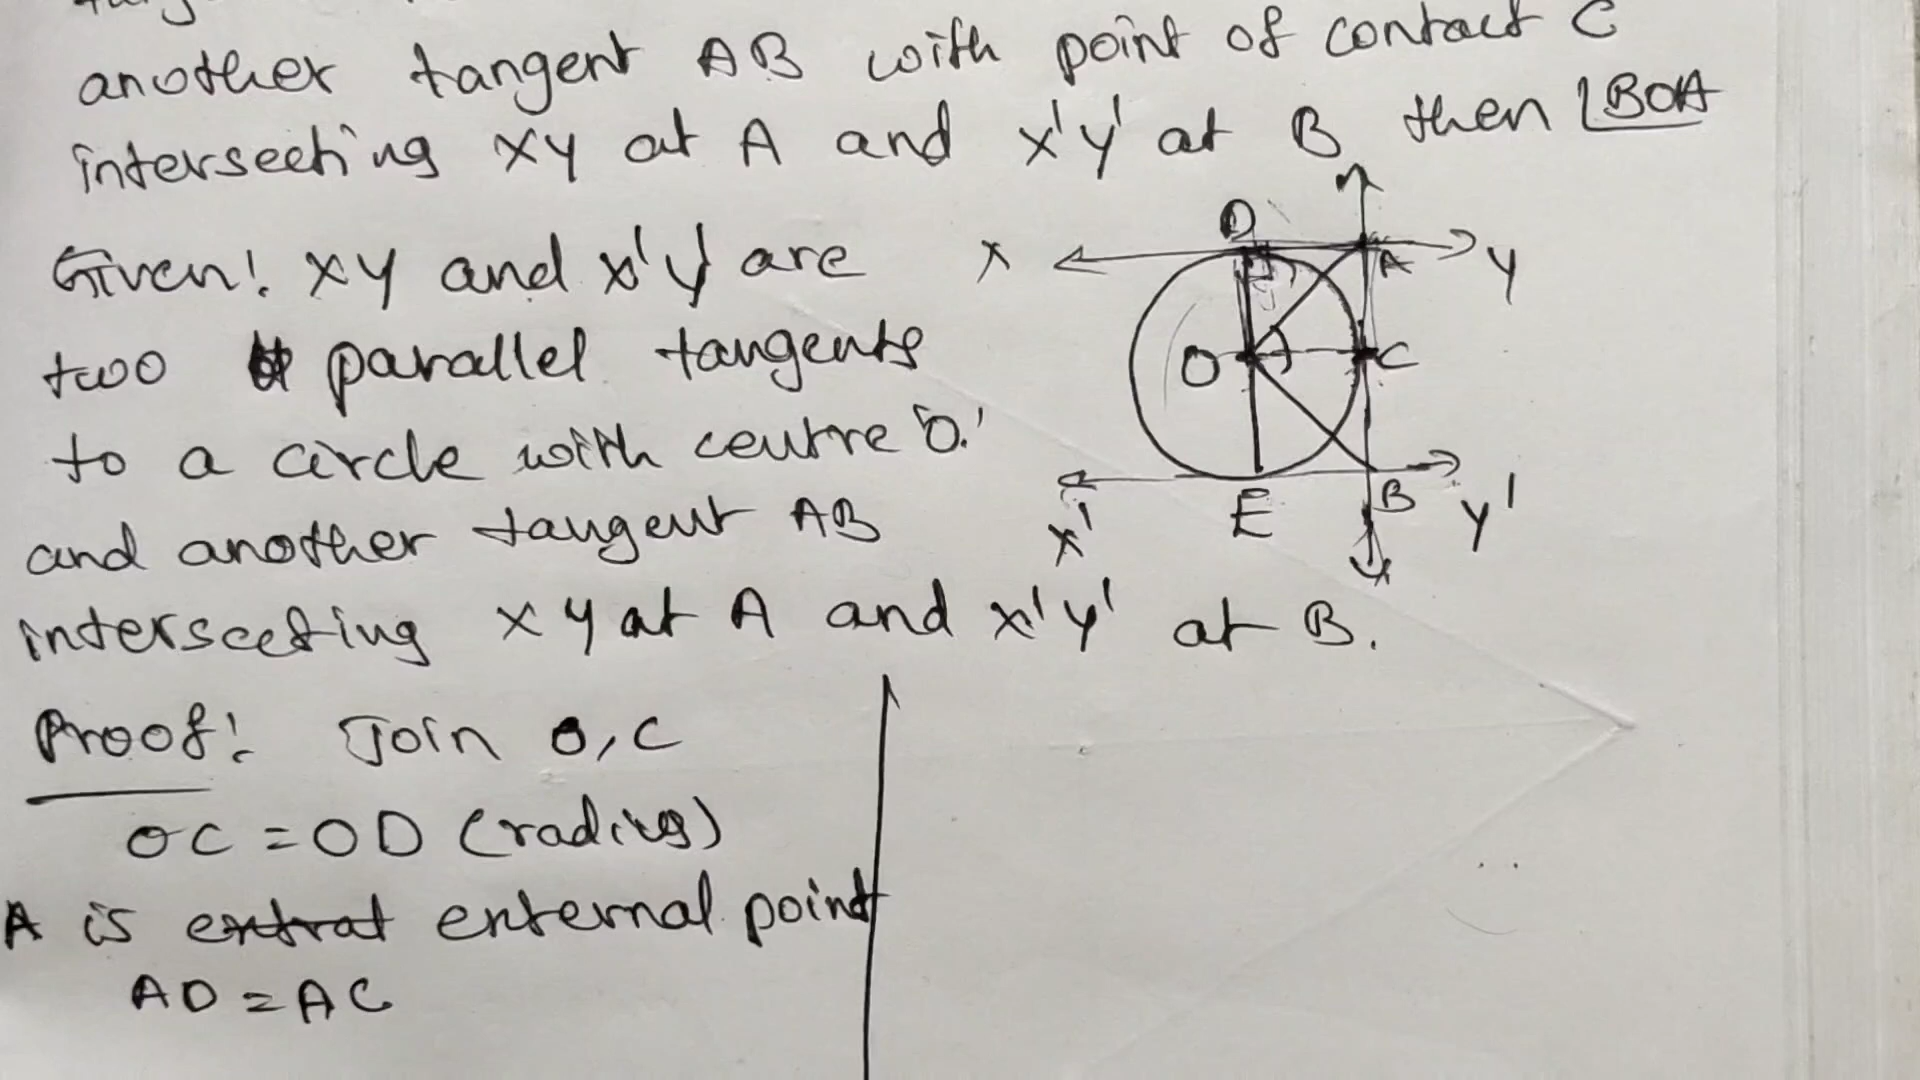 another tangent AB with point of contact C
intersecting XY at A and X'Y' at B then ∠BOA
Given! XY and X'Y' are
two parallel tangents
to a circle with centre 'O.'
and another tangent AB
intersecting XY at A and X'Y' at B.
Proof! Join O, C
OC = OD (radius)
A is extrat external point
AD = AC
D
X
A
Y
O
C
E
B
X'
Y'